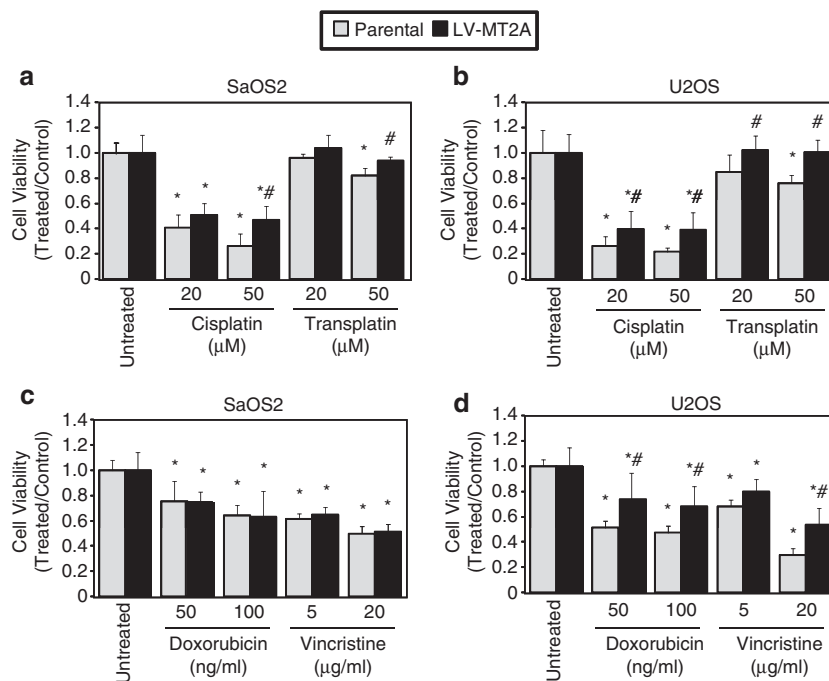 Parental LV-MT2A
a
SaOS2
Cell Viability
(Treated/Control)
1.4
1.2
1.0
0.8
0.6
0.4
0.2
0
* * * *# * #
Untreated
20 50 20 50
Cisplatin Transplatin
(μM) (μM)
b
U2OS
Cell Viability
(Treated/Control)
1.4
1.2
1.0
0.8
0.6
0.4
0.2
0
* *# * *# # * #
Untreated
20 50 20 50
Cisplatin Transplatin
(μM) (μM)
c
SaOS2
Cell Viability
(Treated/Control)
1.4
1.2
1.0
0.8
0.6
0.4
0.2
0
* * * * * * * *
Untreated
50 100 5 20
Doxorubicin Vincristine
(ng/ml) (μg/ml)
d
U2OS
Cell Viability
(Treated/Control)
1.4
1.2
1.0
0.8
0.6
0.4
0.2
0
* *# * *# * * * *#
Untreated
50 100 5 20
Doxorubicin Vincristine
(ng/ml) (μg/ml)